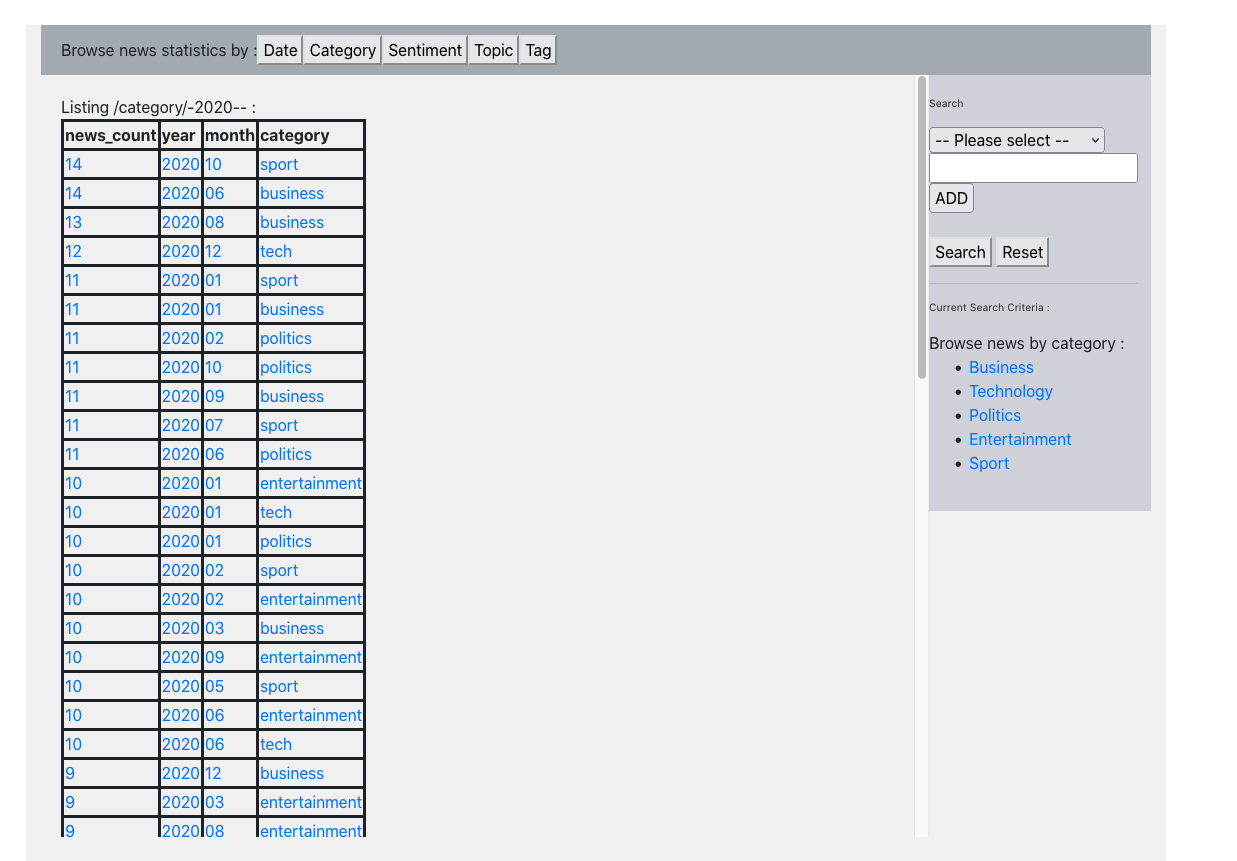 Browse news statistics by : Date Category Sentiment Topic Tag
Listing /category/-2020-- :
news_count year month category
14 2020 10 sport
14 2020 06 business
13 2020 08 business
12 2020 12 tech
11 2020 01 sport
11 2020 01 business
11 2020 02 politics
11 2020 10 politics
11 2020 09 business
11 2020 07 sport
11 2020 06 politics
10 2020 01 entertainment
10 2020 01 tech
10 2020 01 politics
10 2020 02 sport
10 2020 02 entertainment
10 2020 03 business
10 2020 09 entertainment
10 2020 05 sport
10 2020 06 entertainment
10 2020 06 tech
9 2020 12 business
9 2020 03 entertainment
9 2020 08 entertainment
Search
-- Please select --
ADD
Search Reset
Current Search Criteria :
Browse news by category :
Business
Technology
Politics
Entertainment
Sport